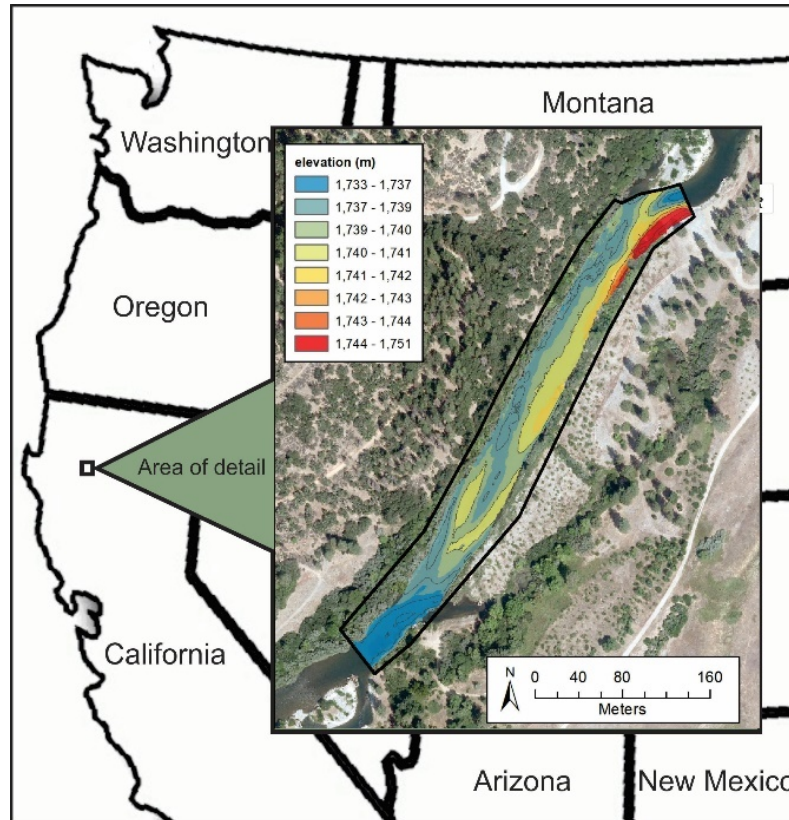 Montana
Washington
elevation (m)
1,733 - 1,737
1,737 - 1,739
1,739 - 1,740
1,740 - 1,741
1,741 - 1,742
1,742 - 1,743
1,743 - 1,744
1,744 - 1,751
Oregon
Area of detail
California
N
0 40 80 160
Meters
Arizona
New Mexico